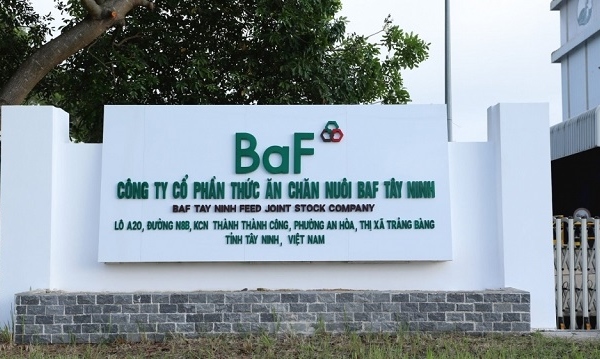 BaF
CÔNG TY CỔ PHẦN THỨC ĂN CHĂN NUÔI BAF TÂY NINH
BAF TAY NINH FEED JOINT STOCK COMPANY
LÔ A20, ĐƯỜNG N8B, KCN THÀNH THÀNH CÔNG, PHƯỜNG AN HÒA, THỊ XÃ TRẢNG BÀNG
TỈNH TÂY NINH, VIỆT NAM